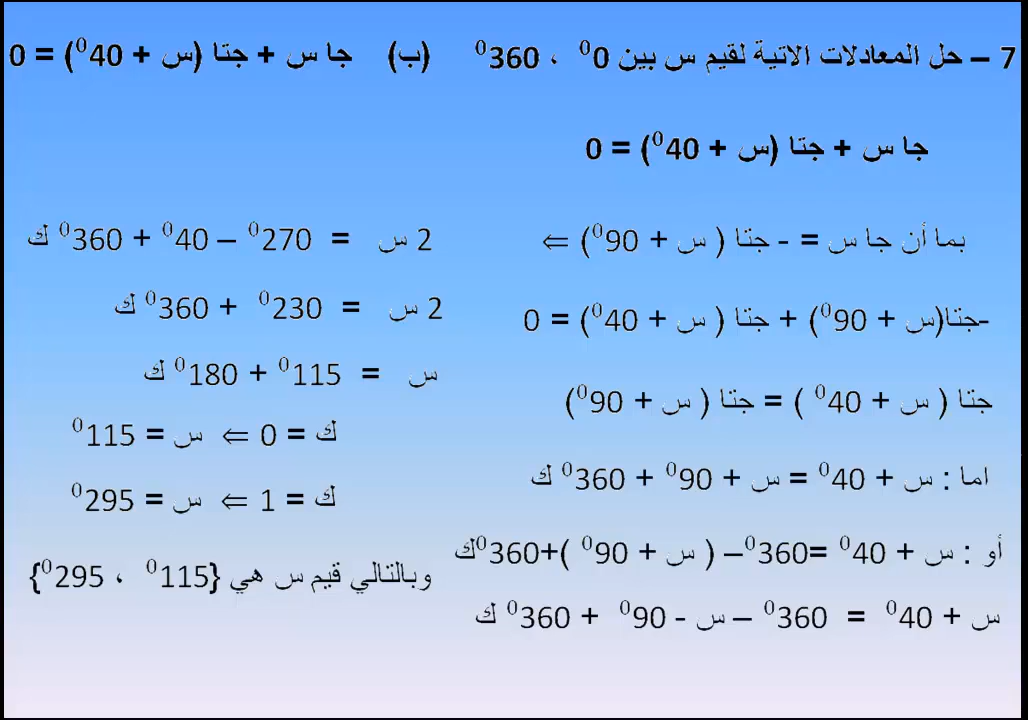 7 – حل المعادلات الاتية لقيم س بين 0⁰ ، 360⁰ (ب) جا س + جتا (س + 40⁰) = 0
جا س + جتا (س + 40⁰) = 0
بما أن جا س = - جتا ( س + 90⁰) ⇐
-جتا(س + 90⁰) + جتا ( س + 40⁰) = 0
جتا ( س + 40⁰ ) = جتا ( س + 90⁰)
اما : س + 40⁰ = س + 90⁰ + 360⁰ ك
أو : س + 40⁰ =360⁰– ( س + 90⁰ )+360⁰ك
س + 40⁰ = 360⁰ – س - 90⁰ + 360⁰ ك
2 س = 270⁰ – 40⁰ + 360⁰ ك
2 س = 230⁰ + 360⁰ ك
س = 115⁰ + 180⁰ ك
ك = 0 ⇐ س = 115⁰
ك = 1 ⇐ س = 295⁰
وبالتالي قيم س هي {115⁰ ، 295⁰}